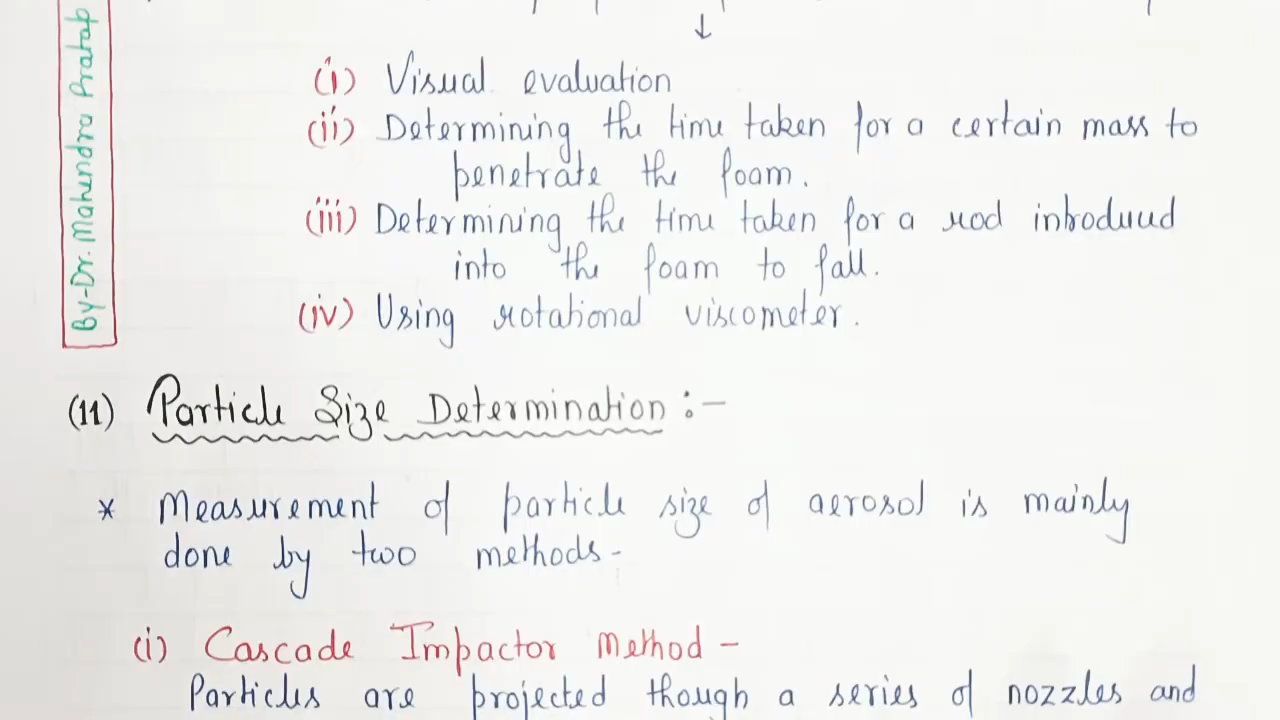 By-Dr. Mahendra Pratap
↓
(i) Visual evaluation
(ii) Determining the time taken for a certain mass to
penetrate the foam.
(iii) Determining the time taken for a rod introduced
into the foam to fall.
(iv) Using rotational viscometer.
(11) Particle Size Determination :-
* Measurement of particle size of aerosol is mainly
done by two methods-
(i) Cascade Impactor Method -
Particles are projected though a series of nozzles and